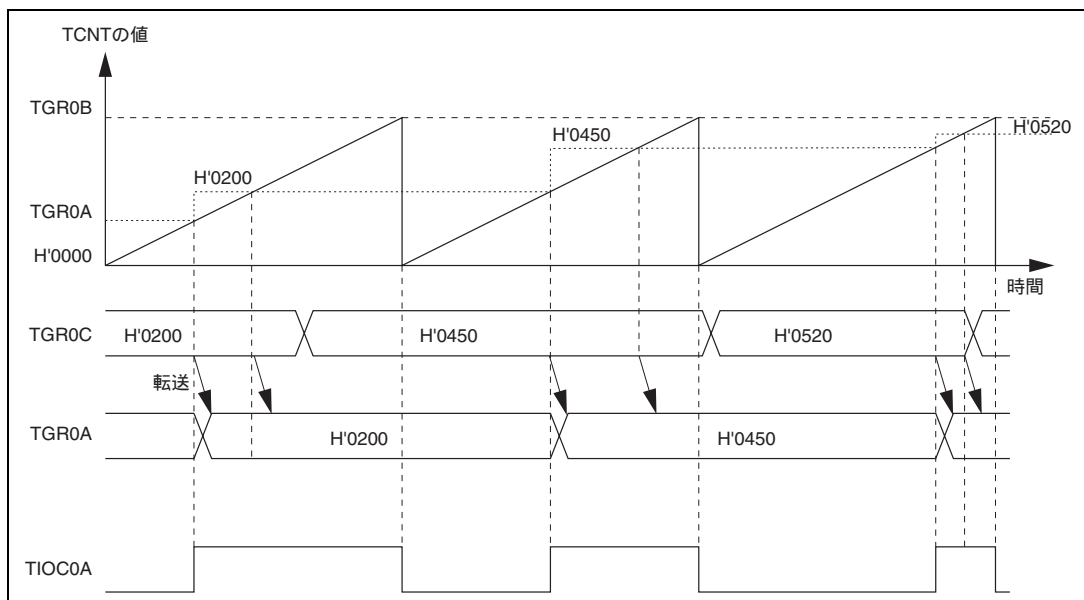 TCNTの値
TGR0B
H'0450
H'0520
H'0200
TGR0A
H'0000
時間
TGR0C
H'0200
H'0450
H'0520
転送
TGR0A
H'0200
H'0450
TIOC0A